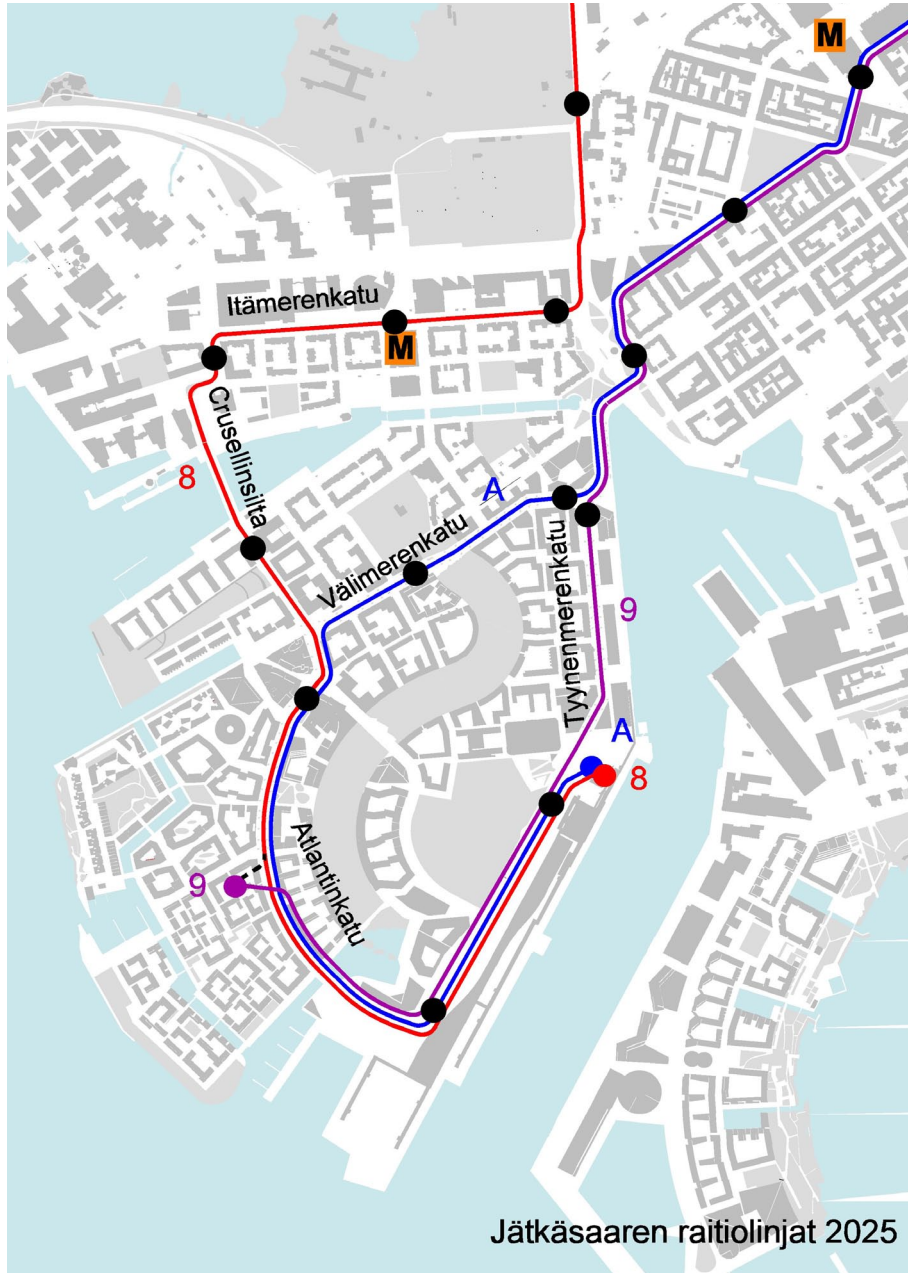 M
Itämerenkatu
M
Crusellinsilta
8
A
Välimerenkatu
Tyynenmerenkatu
9
A
8
Atlantinkatu
9
Jätkäsaaren raitiolinjat 2025